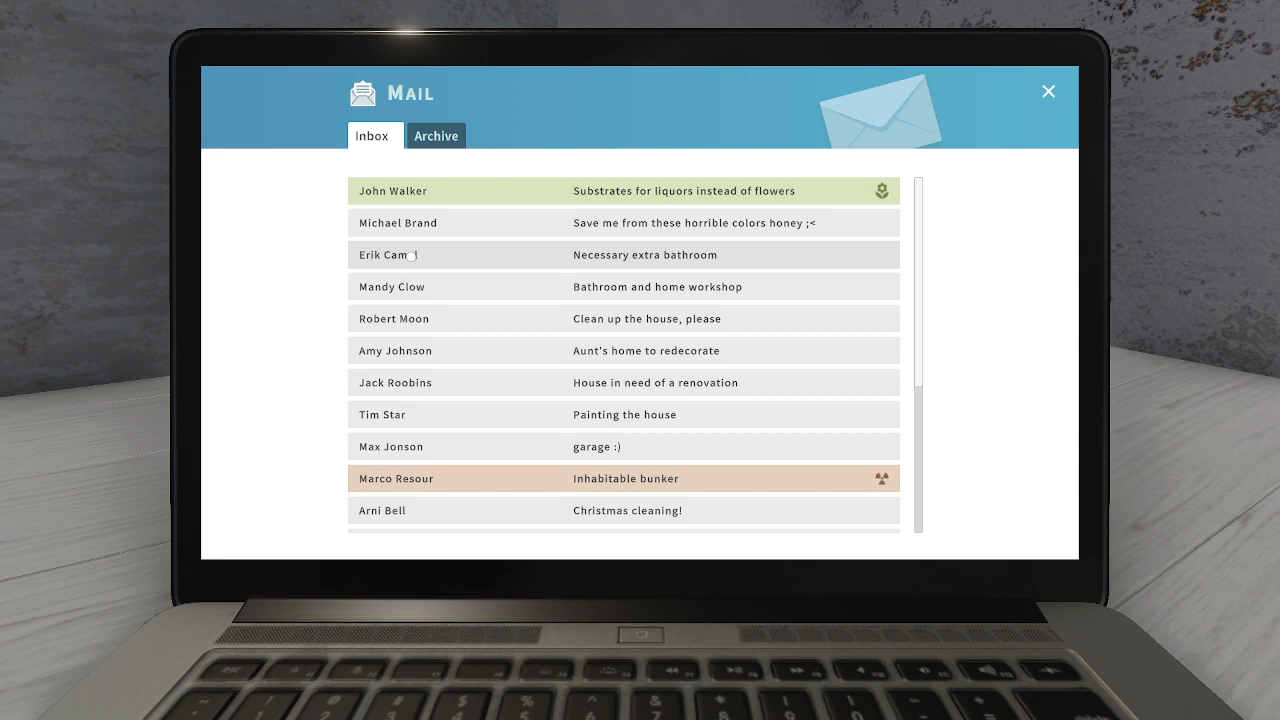 Mail
Inbox Archive
John Walker Substrates for liquors instead of flowers
Michael Brand Save me from these horrible colors honey ;<
Erik Necessary extra bathroom
Mandy Clow Bathroom and home workshop
Robert Moon Clean up the house, please
Amy Johnson Aunt's home to redecorate
Jack Roobins House in need of a renovation
Tim Star Painting the house
Max Jonson garage :)
Marco Resour Inhabitable bunker
Arni Bell Christmas cleaning!